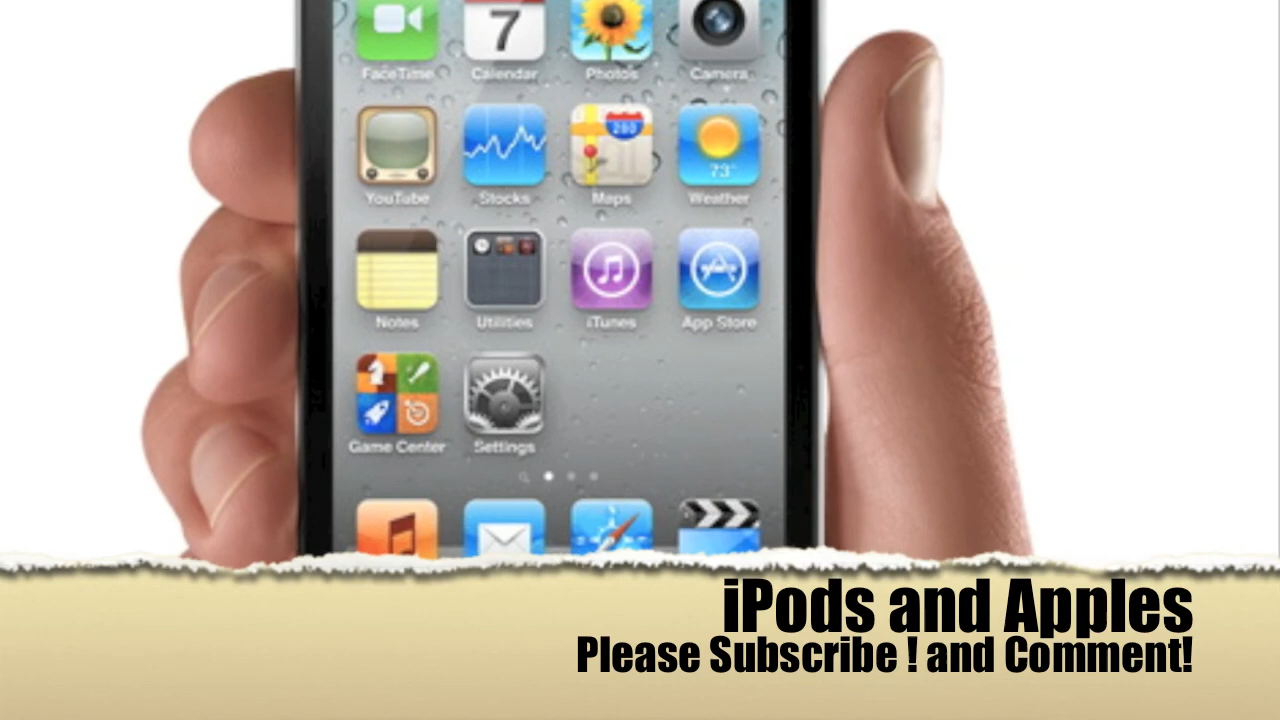 7
FaceTime Calendar Photos Camera
280
73°
YouTube Stocks Maps Weather
Notes Utilities iTunes App Store
Game Center Settings
iPods and Apples
Please Subscribe ! and Comment!